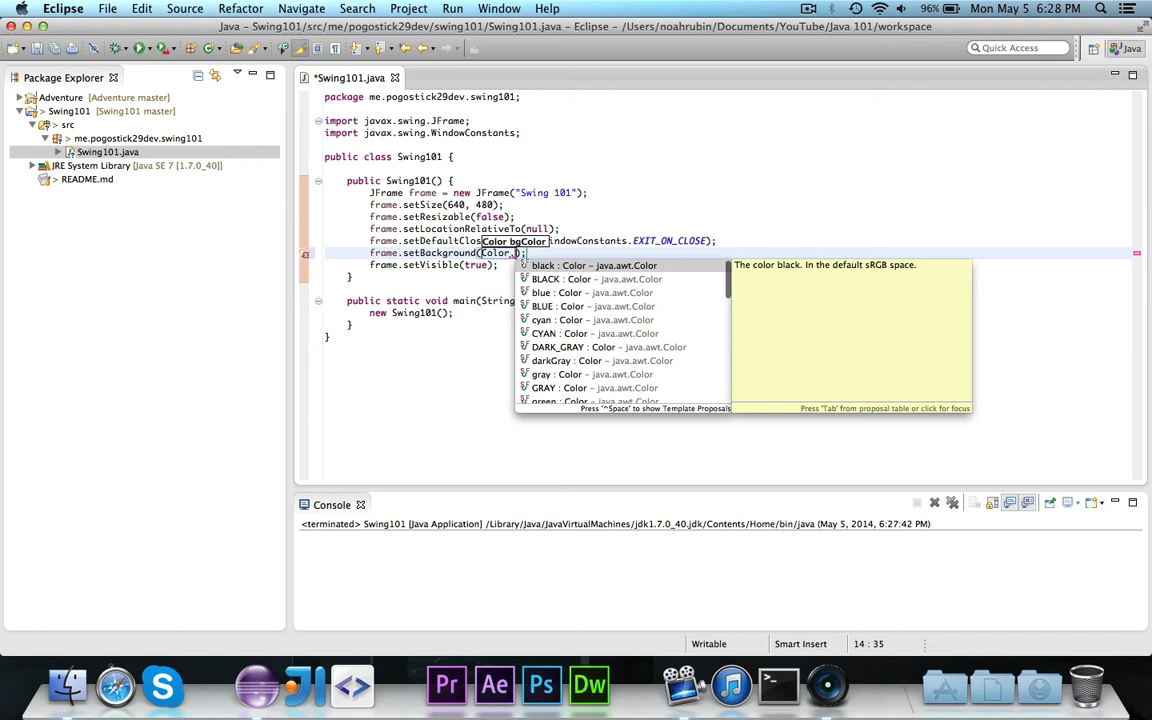 Eclipse File Edit Source Refactor Navigate Search Project Run Window Help 96% Mon May 5 6:28 PM
Java – Swing101/src/me/pogostick29dev/swing101/Swing101.java – Eclipse – /Users/noahrubin/Documents/YouTube/Java 101/workspace
Quick Access Java
Package Explorer
Adventure [Adventure master]
> Swing101 [Swing101 master]
> src
> me.pogostick29dev.swing101
> Swing101.java
JRE System Library [Java SE 7 [1.7.0_40]]
README.md
*Swing101.java
package me.pogostick29dev.swing101;
import javax.swing.JFrame;
import javax.swing.WindowConstants;
public class Swing101 {
public Swing101() {
JFrame frame = new JFrame("Swing 101");
frame.setSize(640, 480);
frame.setResizable(false);
frame.setLocationRelativeTo(null);
frame.setDefaultClos Color bgColor indowConstants.EXIT_ON_CLOSE);
frame.setBackground(Color.);
frame.setVisible(true);
}
public static void main(String
new Swing101();
}
}
black : Color – java.awt.Color
BLACK : Color – java.awt.Color
blue : Color – java.awt.Color
BLUE : Color – java.awt.Color
cyan : Color – java.awt.Color
CYAN : Color – java.awt.Color
DARK_GRAY : Color – java.awt.Color
darkGray : Color – java.awt.Color
gray : Color – java.awt.Color
GRAY : Color – java.awt.Color
green : Color – java.awt.Color
Press '^Space' to show Template Proposals
The color black. In the default sRGB space.
Press 'Tab' from proposal table or click for focus
Console
<terminated> Swing101 [Java Application] /Library/Java/JavaVirtualMachines/jdk1.7.0_40.jdk/Contents/Home/bin/java (May 5, 2014, 6:27:42 PM)
Writable Smart Insert 14 : 35
Pr Ae Ps Dw